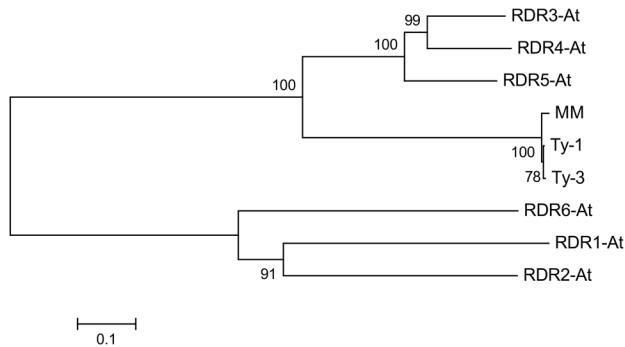 RDR3-At
99
RDR4-At
100
RDR5-At
100
MM
Ty-1
100
Ty-3
78
RDR6-At
RDR1-At
91
RDR2-At
0.1